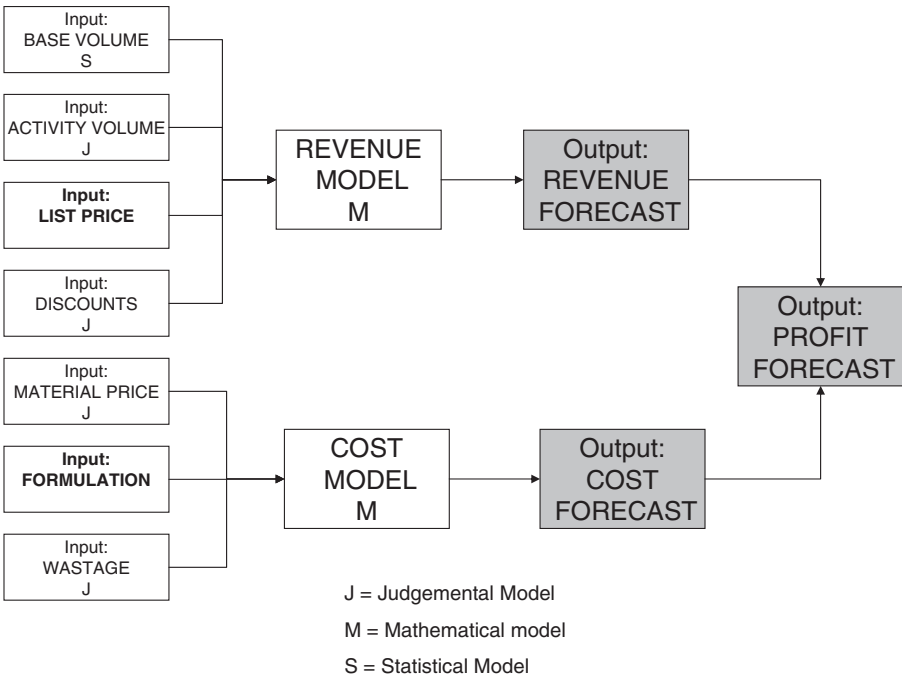 Input:
BASE VOLUME
S
Input:
ACTIVITY VOLUME
J
Input:
LIST PRICE
Input:
DISCOUNTS
J
REVENUE
MODEL
M
Output:
REVENUE
FORECAST
Output:
PROFIT
FORECAST
Input:
MATERIAL PRICE
J
Input:
FORMULATION
Input:
WASTAGE
J
COST
MODEL
M
Output:
COST
FORECAST
J = Judgemental Model
M = Mathematical model
S = Statistical Model